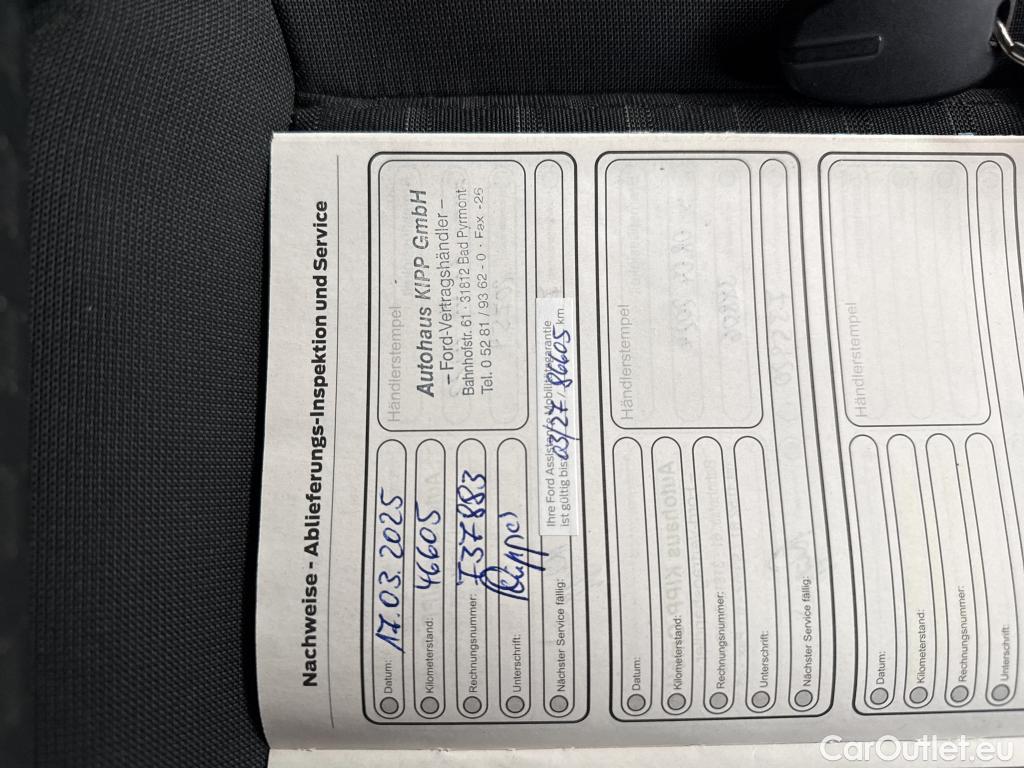 Nachweise - Ablieferungs-Inspektion und Service
Datum: 17.03.2025
Kilometerstand: 46605
Rechnungsnummer: F37883
Unterschrift:
Nächster Service fällig:
Händlerstempel
Autohaus KIPP GmbH
– Ford-Vertragshändler –
Bahnhofstr. 61 · 31812 Bad Pyrmont
Tel. 0 52 81 / 93 62 - 0 · Fax -26
Ihre Ford Assistance Mobilitätsgarantie
ist gültig bis 03/27 / 86605 km
Datum:
Kilometerstand:
Rechnungsnummer:
Unterschrift:
Nächster Service fällig:
Händlerstempel
Datum:
Kilometerstand:
Rechnungsnummer:
Unterschrift:
Händlerstempel
CarOutlet.eu